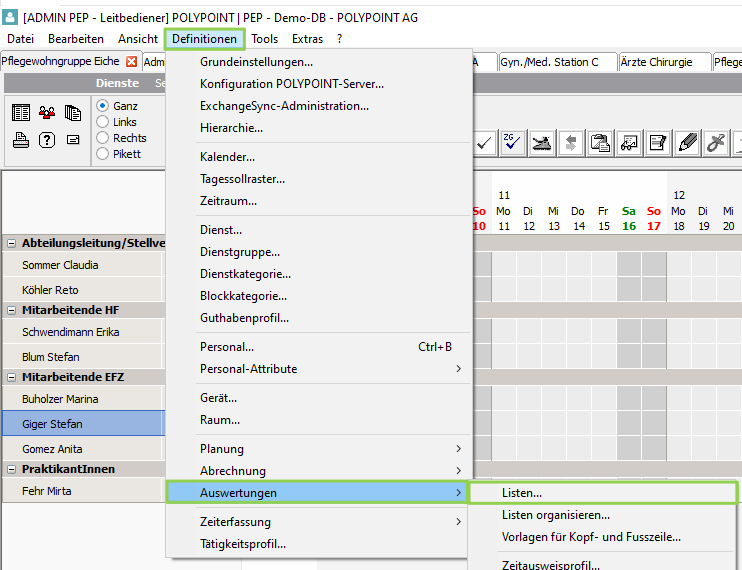 [ADMIN PEP - Leitbediener] POLYPOINT | PEP - Demo-DB - POLYPOINT AG
Datei Bearbeiten Ansicht Definitionen Tools Extras ?
Pflegewohngruppe Eiche Adm A Gyn./Med. Station C Ärzte Chirurgie Pflege
Dienste Se
Ganz
Links
Rechts
Pikett
ZG
11 12
So Mo Di Mi Do Fr Sa So Mo Di Mi
10 11 12 13 14 15 16 17 18 19 20
Abteilungsleitung/Stellve
Sommer Claudia
Köhler Reto
Mitarbeitende HF
Schwendimann Erika
Blum Stefan
Mitarbeitende EFZ
Buholzer Marina
Giger Stefan
Gomez Anita
PraktikantInnen
Fehr Mirta
Grundeinstellungen...
Konfiguration POLYPOINT-Server...
ExchangeSync-Administration...
Hierarchie...
Kalender...
Tagessollraster...
Zeitraum...
Dienst...
Dienstgruppe...
Dienstkategorie...
Blockkategorie...
Guthabenprofil...
Personal... Ctrl+B
Personal-Attribute
Gerät...
Raum...
Planung
Abrechnung
Auswertungen
Zeiterfassung
Tätigkeitsprofil...
Listen...
Listen organisieren...
Vorlagen für Kopf- und Fusszeile...
Zeitausweisprofil...